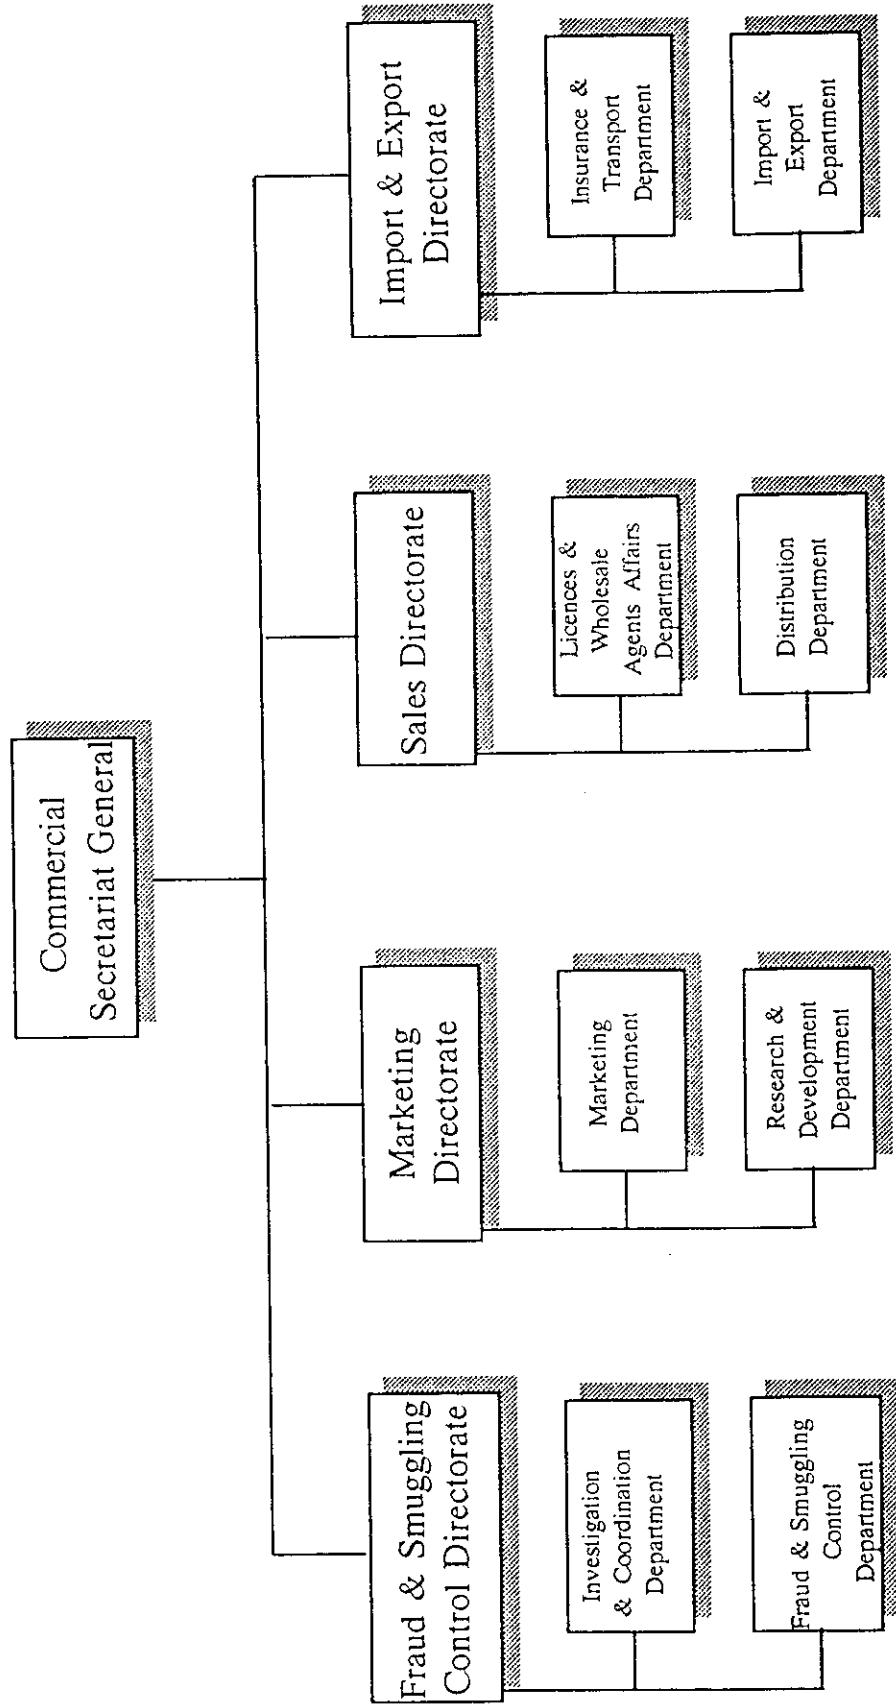 Commercial
Secretariat General
Fraud & Smuggling
Control Directorate
Marketing
Directorate
Sales Directorate
Import & Export
Directorate
Investigation
& Coordination
Department
Fraud & Smuggling
Control
Department
Marketing
Department
Research &
Development
Department
Licences &
Wholesale
Agents Affairs
Department
Distribution
Department
Insurance &
Transport
Department
Import &
Export
Department